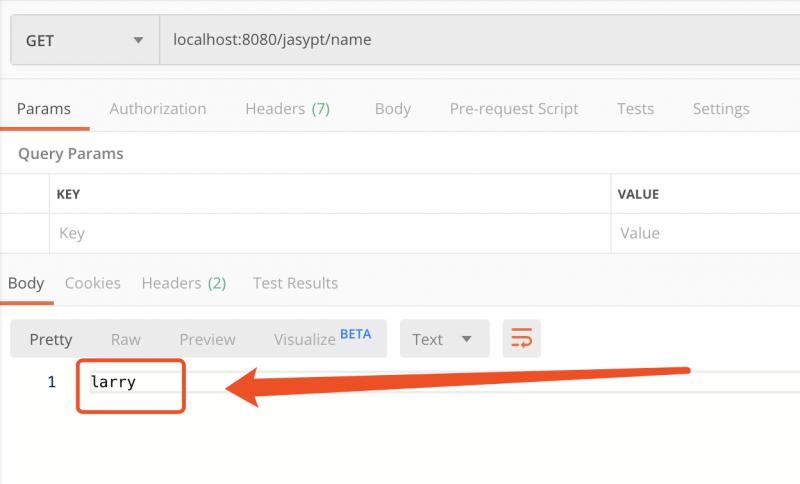 GET localhost:8080/jasypt/name
Params Authorization Headers (7) Body Pre-request Script Tests Settings
Query Params
KEY VALUE
Key Value
Body Cookies Headers (2) Test Results
Pretty Raw Preview Visualize BETA Text
1 larry